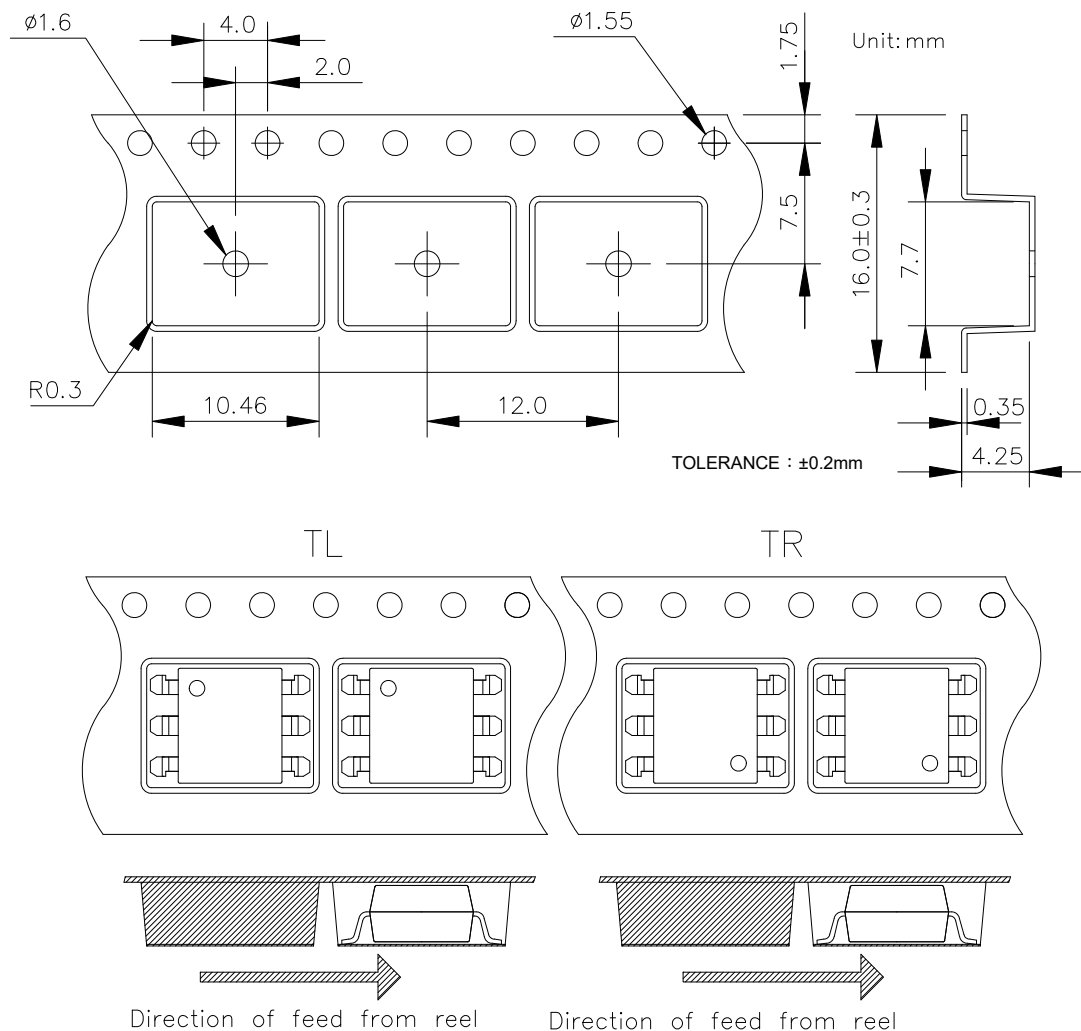 ø1.6
4.0
2.0
ø1.55
1.75
Unit: mm
7.5
16.0±0.3
7.7
R0.3
10.46
12.0
0.35
4.25
TOLERANCE : ±0.2mm
TL
TR
Direction of feed from reel
Direction of feed from reel